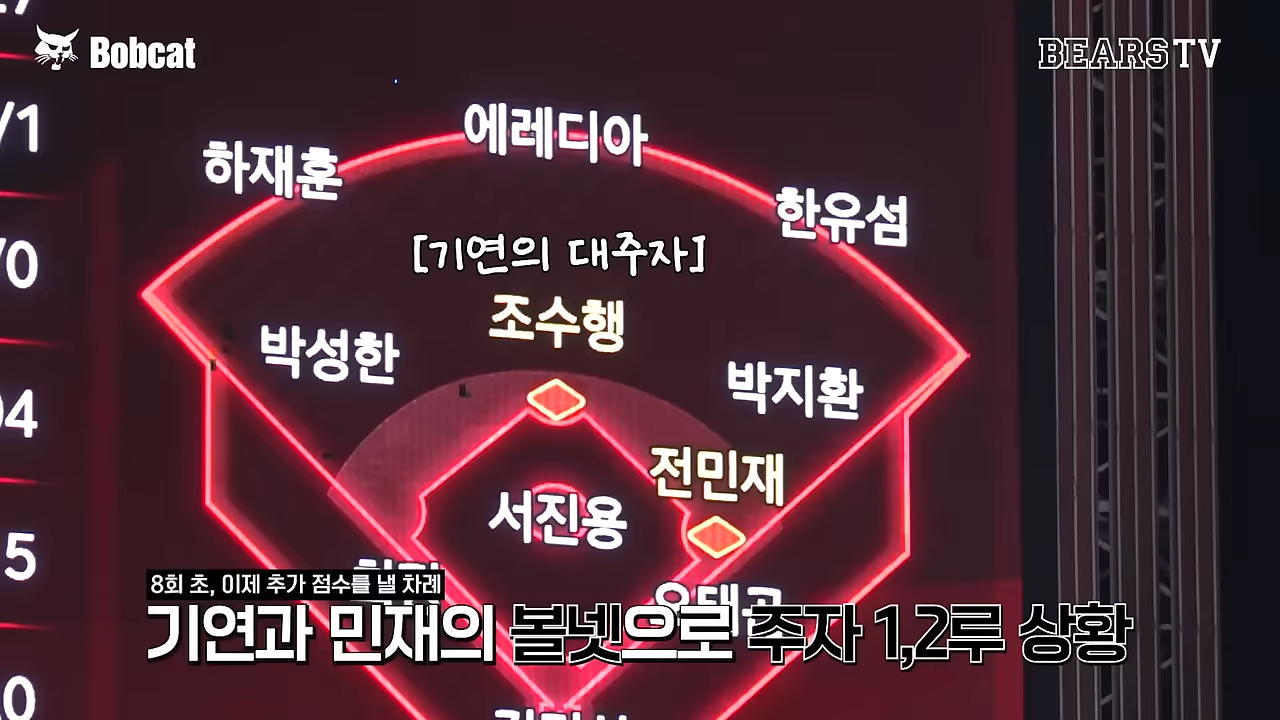 Bobcat
BEARS TV
/1
에레디아
하재훈
한유섬
/0
[기연의 대주자]
조수행
박성한
박지환
전민재
서진용
5
8회 초, 이제 추가 점수를 낼 차례
기연과 민재의 볼넷으로 주자 1,2루 상황